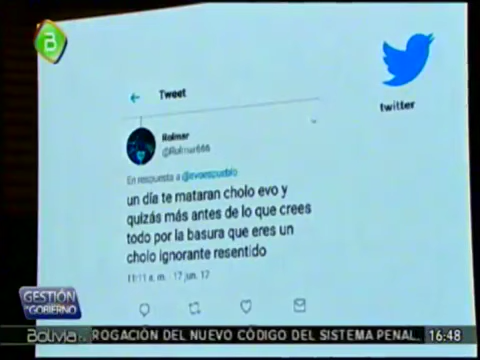 B
Tweet
twitter
Rolmar
@Rolmar666
En respuesta a @evoespueblo
un día te mataran cholo evo y
quizás más antes de lo que crees
todo por la basura que eres un
cholo ignorante resentido
11:11 a. m. · 17 jun. 17
GESTIÓN
GOBIERNO
Bolivia tv
ROGACIÓN DEL NUEVO CÓDIGO DEL SISTEMA PENAL,
16:48